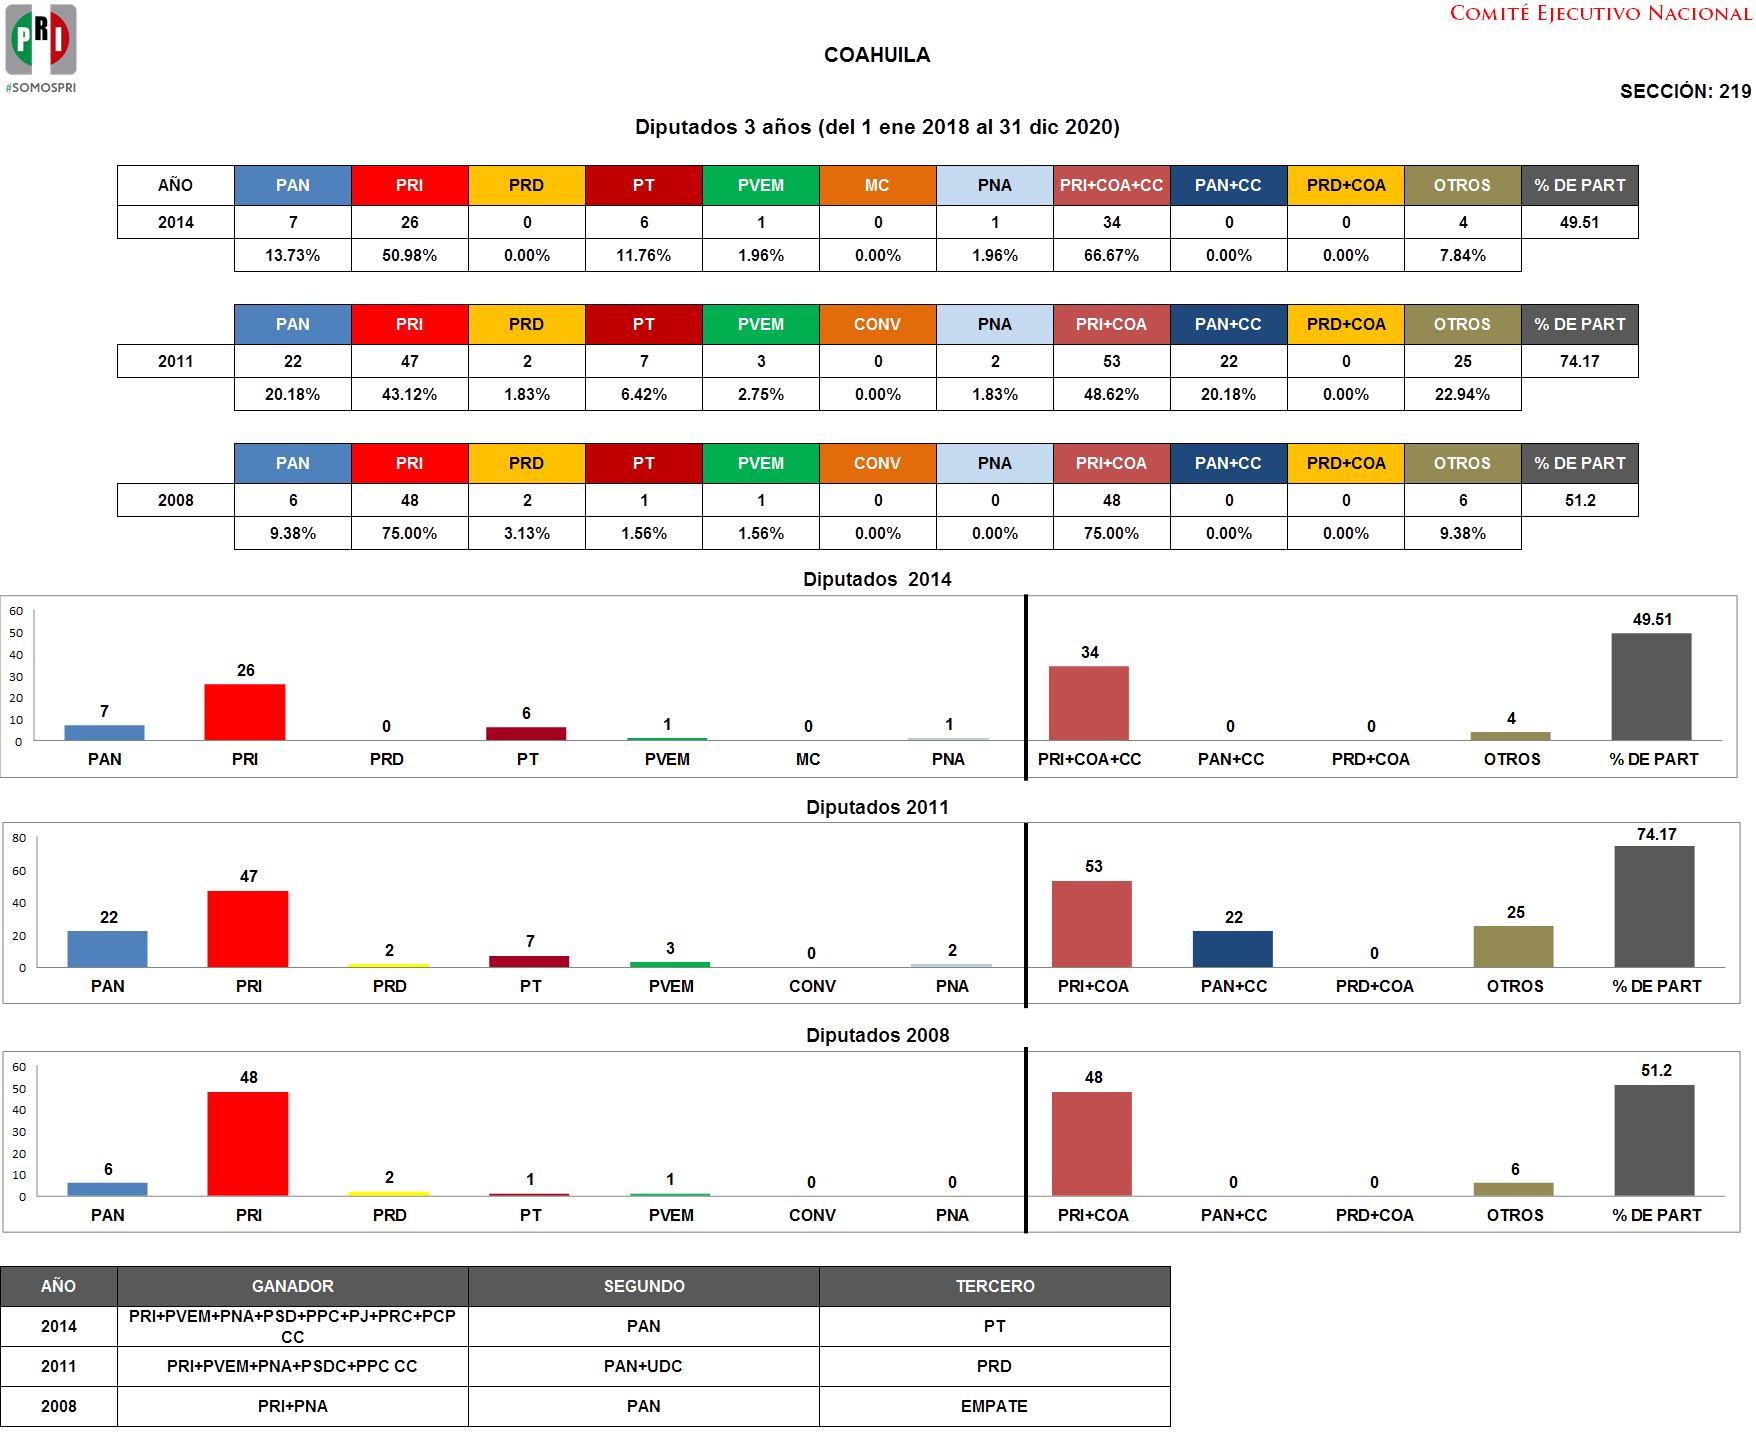 PRI
#SOMOSPRI
COMITÉ EJECUTIVO NACIONAL
COAHUILA
SECCIÓN: 219
Diputados 3 años (del 1 ene 2018 al 31 dic 2020)
AÑO PAN PRI PRD PT PVEM MC PNA PRI+COA+CC PAN+CC PRD+COA OTROS % DE PART
2014 7 26 0 6 1 0 1 34 0 0 4 49.51
13.73% 50.98% 0.00% 11.76% 1.96% 0.00% 1.96% 66.67% 0.00% 0.00% 7.84%
PAN PRI PRD PT PVEM CONV PNA PRI+COA PAN+CC PRD+COA OTROS % DE PART
2011 22 47 2 7 3 0 2 53 22 0 25 74.17
20.18% 43.12% 1.83% 6.42% 2.75% 0.00% 1.83% 48.62% 20.18% 0.00% 22.94%
PAN PRI PRD PT PVEM CONV PNA PRI+COA PAN+CC PRD+COA OTROS % DE PART
2008 6 48 2 1 1 0 0 48 0 0 6 51.2
9.38% 75.00% 3.13% 1.56% 1.56% 0.00% 0.00% 75.00% 0.00% 0.00% 9.38%
Diputados 2014
60
50
40
30
20
10
0
7 26 0 6 1 0 1 34 0 0 4 49.51
PAN PRI PRD PT PVEM MC PNA PRI+COA+CC PAN+CC PRD+COA OTROS % DE PART
Diputados 2011
80
60
40
20
0
22 47 2 7 3 0 2 53 22 0 25 74.17
PAN PRI PRD PT PVEM CONV PNA PRI+COA PAN+CC PRD+COA OTROS % DE PART
Diputados 2008
60
50
40
30
20
10
0
6 48 2 1 1 0 0 48 0 0 6 51.2
PAN PRI PRD PT PVEM CONV PNA PRI+COA PAN+CC PRD+COA OTROS % DE PART
AÑO GANADOR SEGUNDO TERCERO
2014 PRI+PVEM+PNA+PSD+PPC+PJ+PRC+PCP CC PAN PT
2011 PRI+PVEM+PNA+PSDC+PPC CC PAN+UDC PRD
2008 PRI+PNA PAN EMPATE